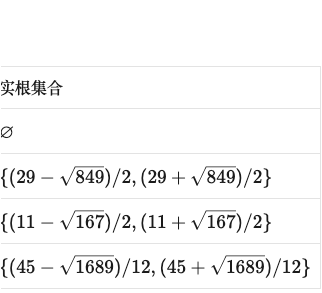 实根集合
∅
{(29 − √849)/2, (29 + √849)/2}
{(11 − √167)/2, (11 + √167)/2}
{(45 − √1689)/12, (45 + √1689)/12}